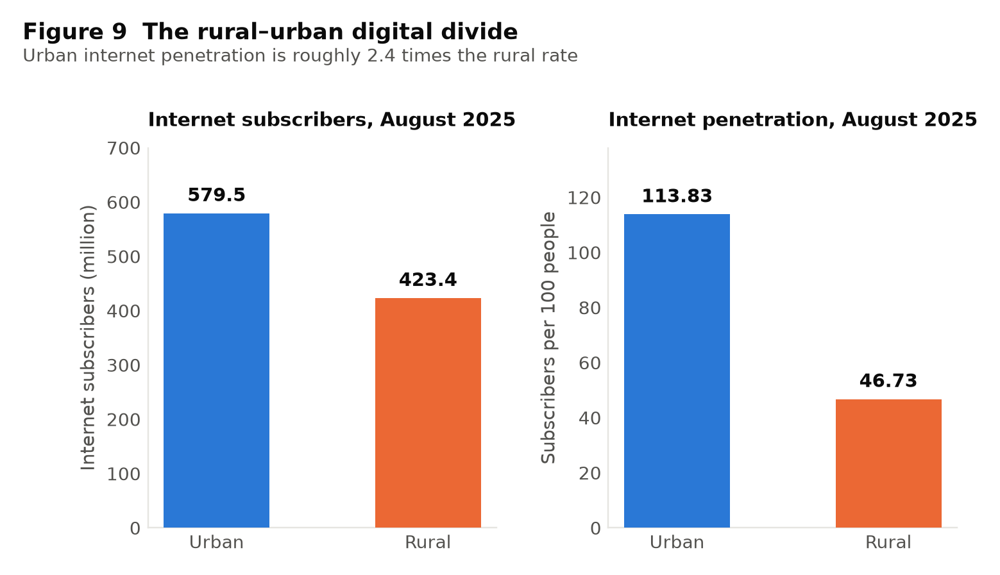 Figure 9  The rural–urban digital divide
Urban internet penetration is roughly 2.4 times the rural rate
Internet subscribers, August 2025
Internet subscribers (million)
700
600
500
400
300
200
100
0
579.5
423.4
Urban
Rural
Internet penetration, August 2025
Subscribers per 100 people
120
100
80
60
40
20
0
113.83
46.73
Urban
Rural